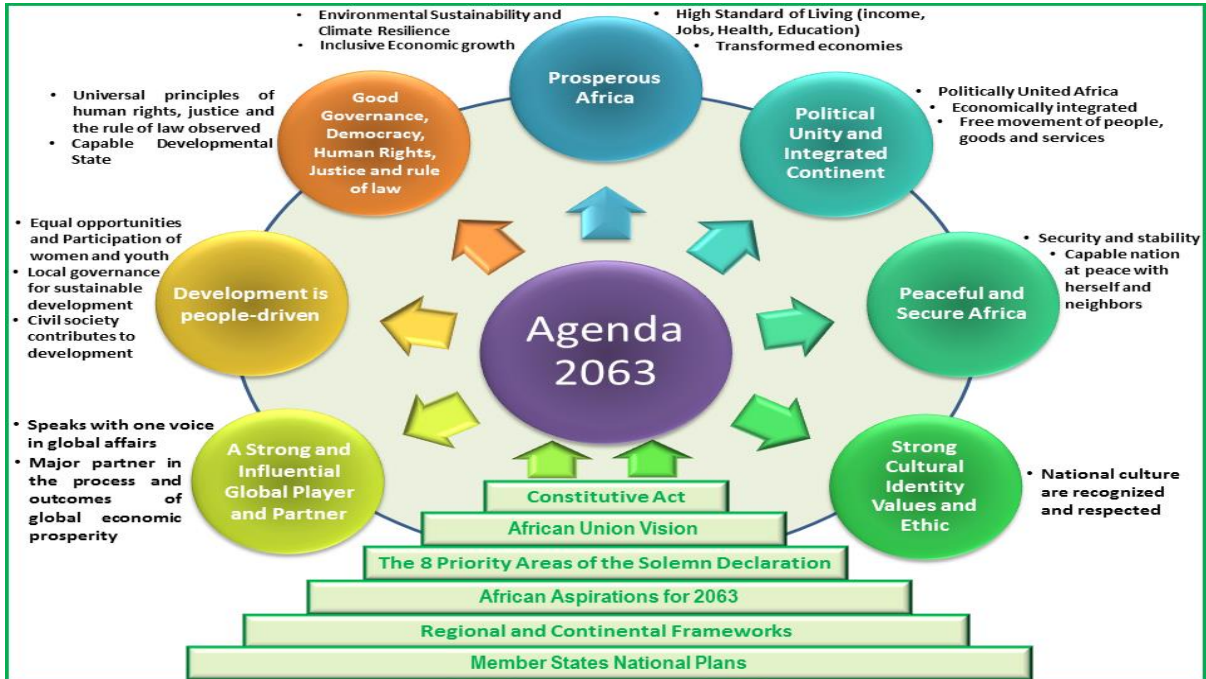 • Environmental Sustainability and
Climate Resilience
• Inclusive Economic growth
• High Standard of Living (income,
Jobs, Health, Education)
• Transformed economies
Prosperous
Africa
• Universal principles of
human rights, justice and
the rule of law observed
• Capable Developmental
State
Good
Governance,
Democracy,
Human Rights,
Justice and rule
of law
Political
Unity and
Integrated
Continent
• Politically United Africa
• Economically integrated
• Free movement of people,
goods and services
• Equal opportunities
and Participation of
women and youth
• Local governance
for sustainable
development
• Civil society
contributes to
development
Development is
people-driven
Agenda
2063
Peaceful and
Secure Africa
• Security and stability
• Capable nation
at peace with
herself and
neighbors
• Speaks with one voice
in global affairs
• Major partner in
the process and
outcomes of
global economic
prosperity
A Strong and
Influential
Global Player
and Partner
Strong
Cultural
Identity
Values and
Ethic
• National culture
are recognized
and respected
Constitutive Act
African Union Vision
The 8 Priority Areas of the Solemn Declaration
African Aspirations for 2063
Regional and Continental Frameworks
Member States National Plans